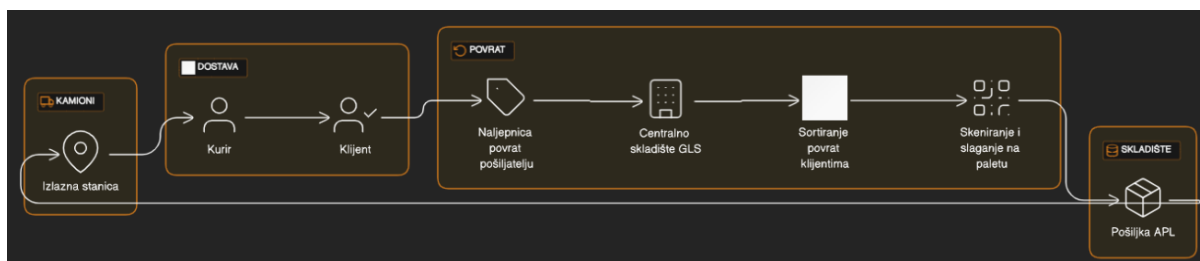 KAMIONI
Izlazna stanica
DOSTAVA
Kurir
Klijent
POVRAT
Naljepnica
povrat
pošiljatelju
Centralno
skladište GLS
Sortiranje
povrat
klijentima
Skeniranje i
slaganje na
paletu
SKLADIŠTE
Pošiljka APL